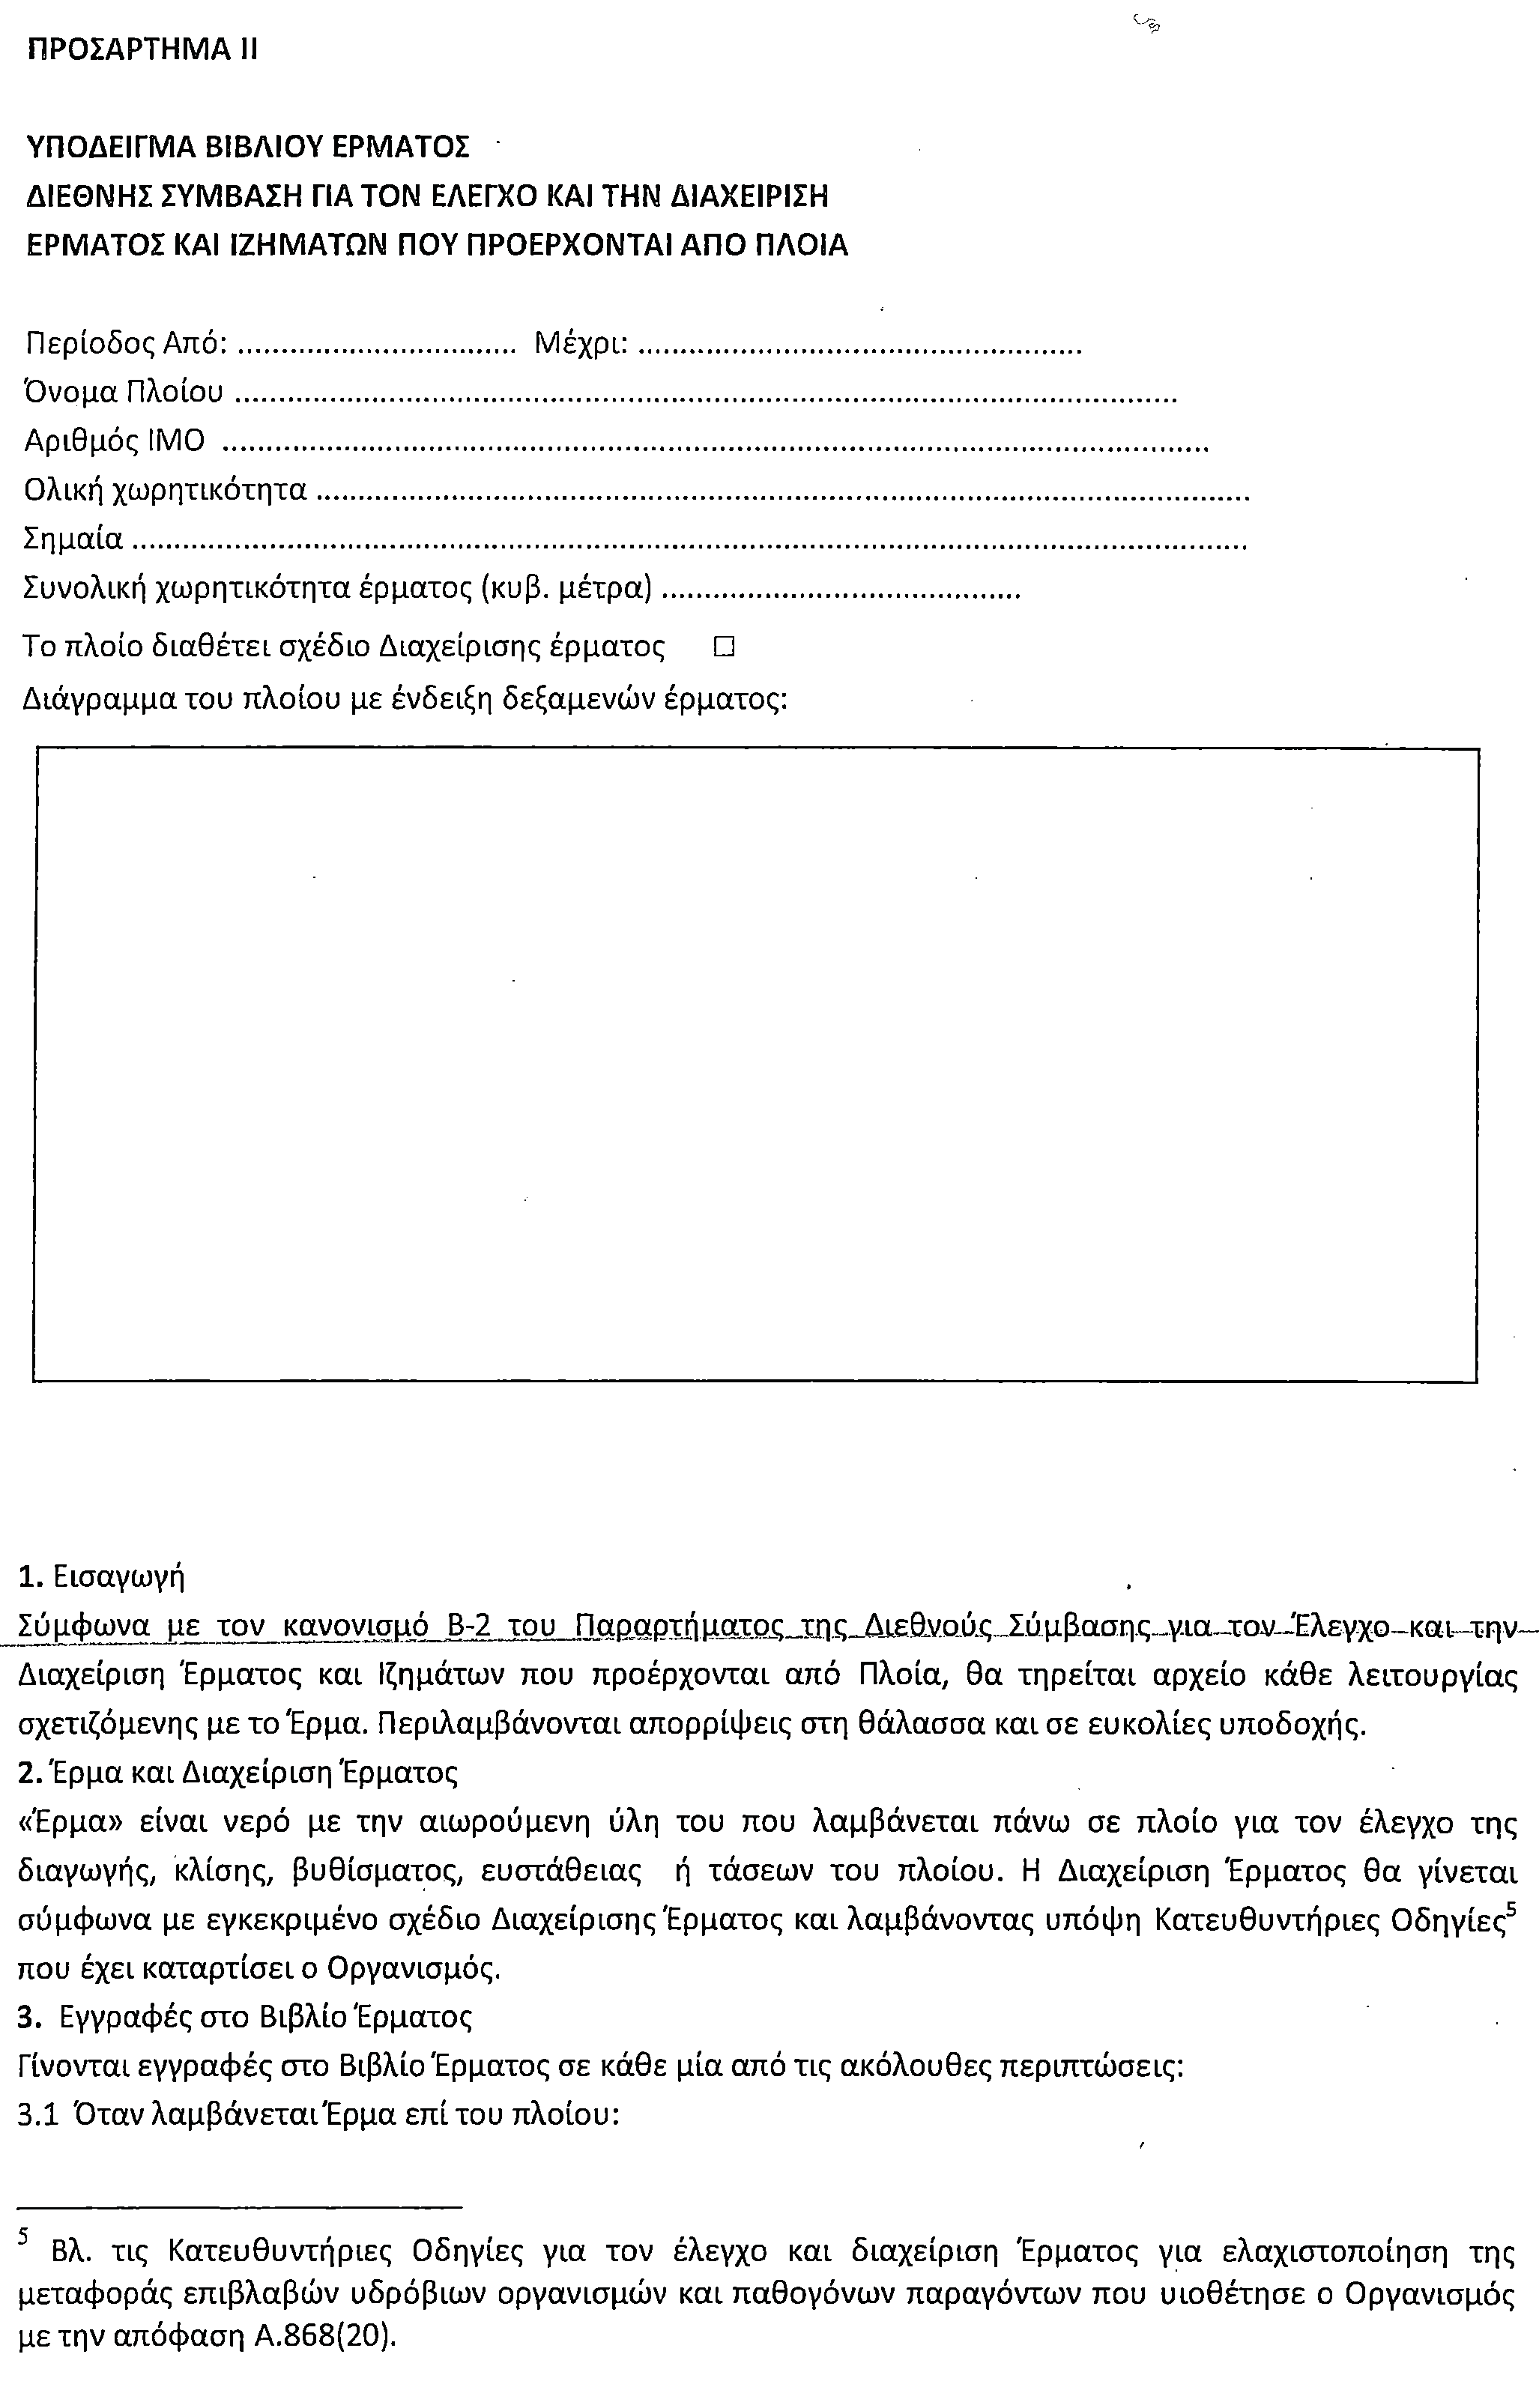 ΠΡΟΣΑΡΤΗΜΑ ΙΙ
ΥΠΟΔΕΙΓΜΑ ΒΙΒΛΙΟΥ ΕΡΜΑΤΟΣ
ΔΙΕΘΝΗΣ ΣΥΜΒΑΣΗ ΓΙΑ ΤΟΝ ΕΛΕΓΧΟ ΚΑΙ ΤΗΝ ΔΙΑΧΕΙΡΙΣΗ
ΕΡΜΑΤΟΣ ΚΑΙ ΙΖΗΜΑΤΩΝ ΠΟΥ ΠΡΟΕΡΧΟΝΤΑΙ ΑΠΟ ΠΛΟΙΑ
Περίοδος Από: ................................ Μέχρι: ....................................................
Όνομα Πλοίου ..............................................................................................................
Αριθμός ΙΜΟ ...................................................................................................................
Ολική χωρητικότητα .............................................................................................................
Σημαία ..................................................................................................................................
Συνολική χωρητικότητα έρματος (κυβ. μέτρα) ..........................................
Το πλοίο διαθέτει σχέδιο Διαχείρισης έρματος □
Διάγραμμα του πλοίου με ένδειξη δεξαμενών έρματος:
1. Εισαγωγή
Σύμφωνα με τον κανονισμό Β-2 του Παραρτήματος της Διεθνούς Σύμβασης για τον Έλεγχο και την
Διαχείριση Έρματος και Ιζημάτων που προέρχονται από Πλοία, θα τηρείται αρχείο κάθε λειτουργίας
σχετιζόμενης με το Έρμα. Περιλαμβάνονται απορρίψεις στη θάλασσα και σε ευκολίες υποδοχής.
2. Έρμα και Διαχείριση Έρματος
«Έρμα» είναι νερό με την αιωρούμενη ύλη του που λαμβάνεται πάνω σε πλοίο για τον έλεγχο της
διαγωγής, κλίσης, βυθίσματος, ευστάθειας ή τάσεων του πλοίου. Η Διαχείριση Έρματος θα γίνεται
σύμφωνα με εγκεκριμένο σχέδιο Διαχείρισης Έρματος και λαμβάνοντας υπόψη Κατευθυντήριες Οδηγίες⁵
που έχει καταρτίσει ο Οργανισμός.
3. Εγγραφές στο Βιβλίο Έρματος
Γίνονται εγγραφές στο Βιβλίο Έρματος σε κάθε μία από τις ακόλουθες περιπτώσεις:
3.1 Όταν λαμβάνεται Έρμα επί του πλοίου:
⁵ Βλ. τις Κατευθυντήριες Οδηγίες για τον έλεγχο και διαχείριση Έρματος για ελαχιστοποίηση της
μεταφοράς επιβλαβών υδρόβιων οργανισμών και παθογόνων παραγόντων που υιοθέτησε ο Οργανισμός
με την απόφαση Α.868(20).